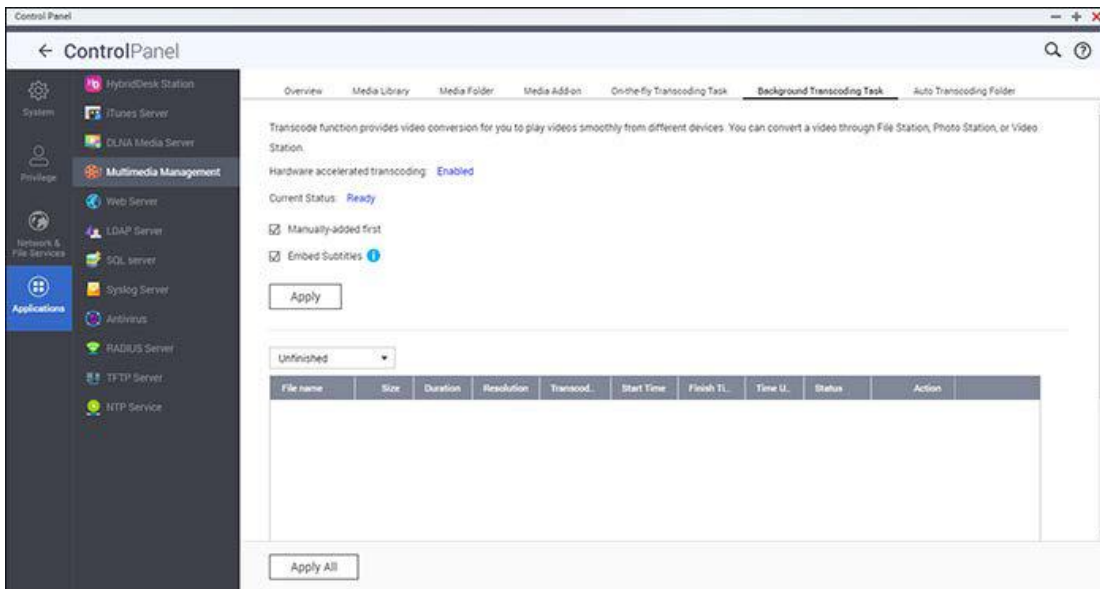 Control Panel
ControlPanel
System
Privilege
Network &
File Services
Applications
HybridDesk Station
iTunes Server
DLNA Media Server
Multimedia Management
Web Server
LDAP Server
SQL server
Syslog Server
Antivirus
RADIUS Server
TFTP Server
NTP Service
Overview Media Library Media Folder Media Add-on On-the-fly Transcoding Task Background Transcoding Task Auto Transcoding Folder
Transcode function provides video conversion for you to play videos smoothly from different devices. You can convert a video through File Station, Photo Station, or Video
Station.
Hardware accelerated transcoding: Enabled
Current Status: Ready
Manually-added first
Embed Subtitles
Apply
Unfinished
File name Size Duration Resolution Transcod... Start Time Finish Ti... Time U... Status Action
Apply All